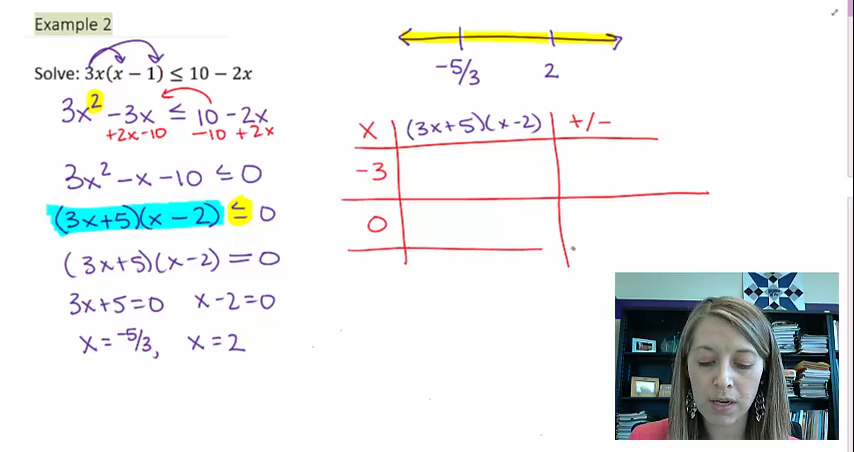 Example 2
Solve: 3x(x − 1) ≤ 10 − 2x
3x² − 3x ≤ 10 − 2x
+2x −10 −10 +2x
3x² − x − 10 ≤ 0
(3x+5)(x − 2) ≤ 0
(3x+5)(x−2) = 0
3x+5=0 x−2=0
x = −5/3, x = 2
−5/3 2
x (3x+5)(x−2) +/−
−3
0